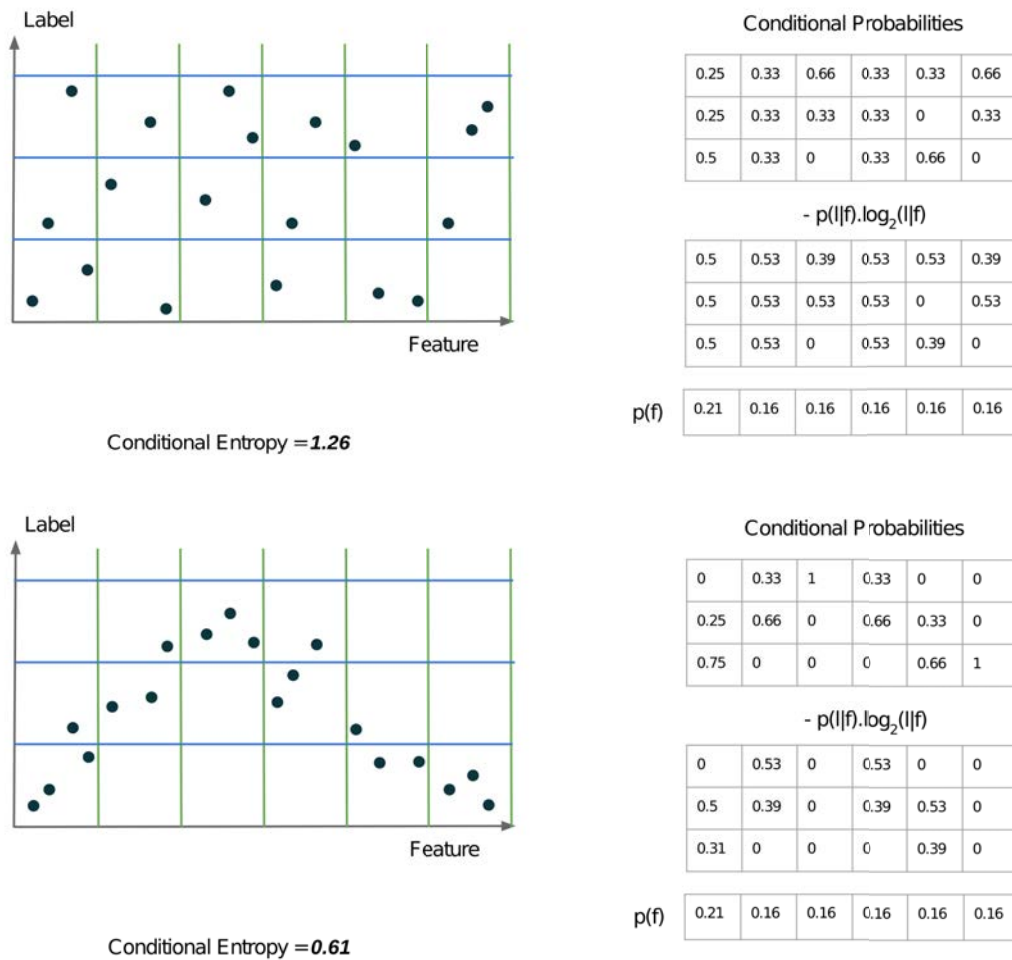 Label
Feature
Conditional Entropy = 1.26
Conditional Probabilities
0.25 0.33 0.66 0.33 0.33 0.66
0.25 0.33 0.33 0.33 0 0.33
0.5 0.33 0 0.33 0.66 0
- p(l|f).log2(l|f)
0.5 0.53 0.39 0.53 0.53 0.39
0.5 0.53 0.53 0.53 0 0.53
0.5 0.53 0 0.53 0.39 0
p(f) 0.21 0.16 0.16 0.16 0.16 0.16
Label
Feature
Conditional Entropy = 0.61
Conditional Probabilities
0 0.33 1 0.33 0 0
0.25 0.66 0 0.66 0.33 0
0.75 0 0 0 0.66 1
- p(l|f).log2(l|f)
0 0.53 0 0.53 0 0
0.5 0.39 0 0.39 0.53 0
0.31 0 0 0 0.39 0
p(f) 0.21 0.16 0.16 0.16 0.16 0.16